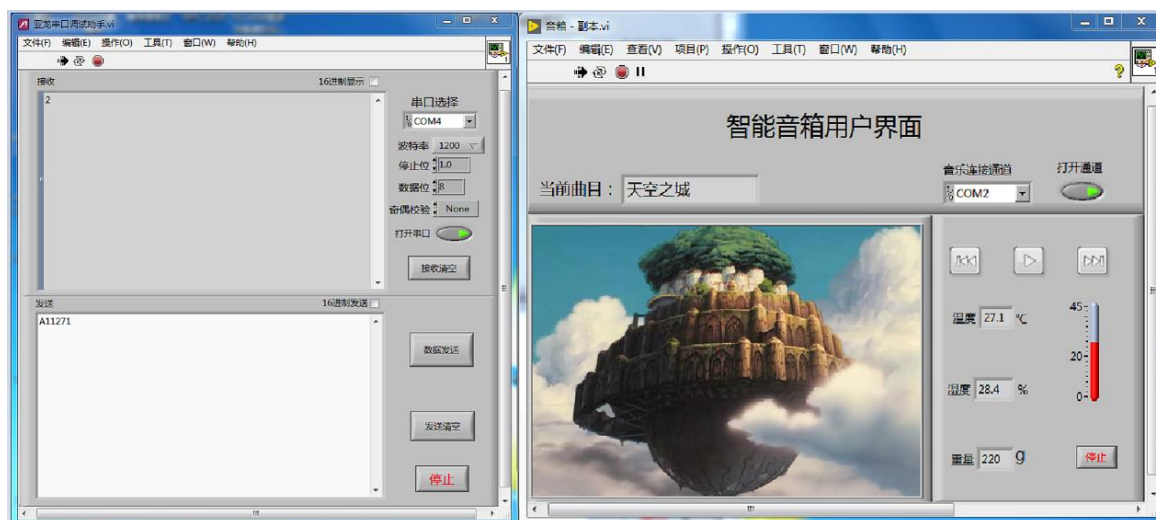 亚龙串口调试助手.vi
文件(F) 编辑(E) 操作(O) 工具(T) 窗口(W) 帮助(H)
接收
16进制显示
2
串口选择
COM4
波特率 1200
停止位 1.0
数据位 8
奇偶校验 None
打开串口
接收清空
发送
16进制发送
A11271
数据发送
发送清空
停止
音箱 - 副本.vi
文件(F) 编辑(E) 查看(V) 项目(P) 操作(O) 工具(T) 窗口(W) 帮助(H)
智能音箱用户界面
当前曲目： 天空之城
音乐连接通道
COM2
打开通道
温度 27.1 ℃
湿度 28.4 %
重量 220 g
45
20
0
停止